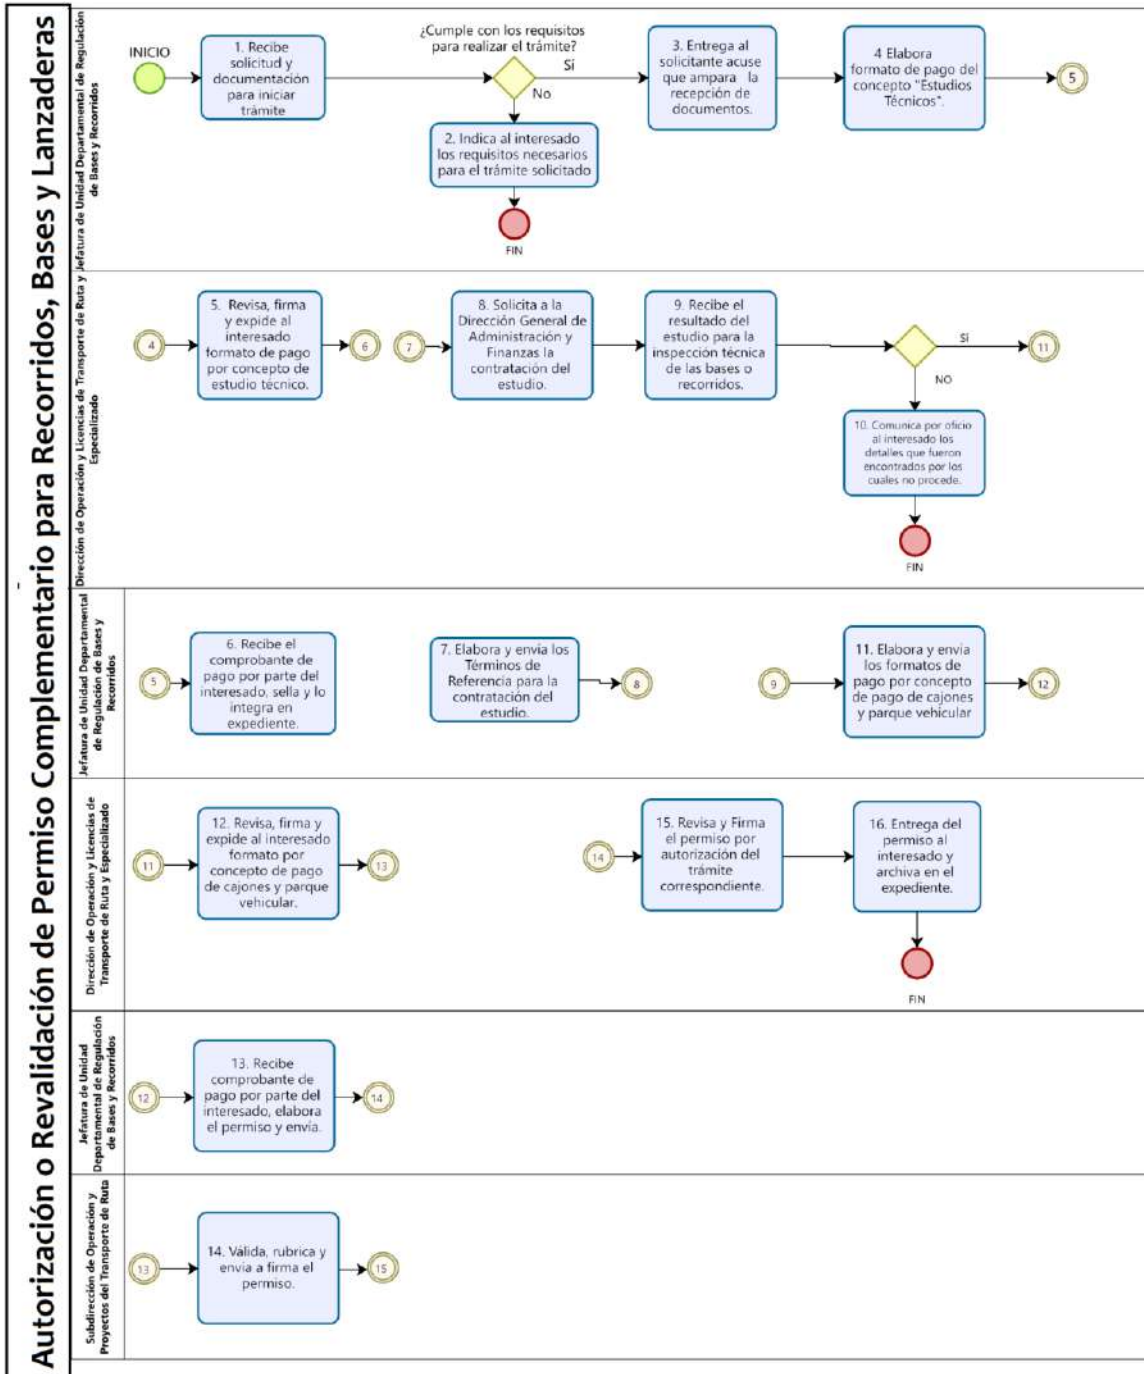 Autorización o Revalidación de Permiso Complementario para Recorridos, Bases y Lanzaderas
Jefatura de Unidad Departamental de Regulación
de Bases y Recorridos
INICIO
1. Recibe
solicitud y
documentación
para iniciar
trámite
¿Cumple con los requisitos
para realizar el trámite?
Sí
No
2. Indica al interesado
los requisitos necesarios
para el trámite solicitado
FIN
3. Entrega al
solicitante acuse
que ampara la
recepción de
documentos.
4 Elabora
formato de pago del
concepto "Estudios
Técnicos".
5
Dirección de Operación y Licencias de Transporte de Ruta y
Especializado
4
5. Revisa, firma
y expide al
interesado
formato de pago
por concepto de
estudio técnico.
6
7
8. Solicita a la
Dirección General de
Administración y
Finanzas la
contratación del
estudio.
9. Recibe el
resultado del
estudio para la
inspección técnica
de las bases o
recorridos.
Sí
11
NO
10. Comunica por oficio
al interesado los
detalles que fueron
encontrados por los
cuales no procede.
FIN
Jefatura de Unidad Departamental
de Regulación de Bases y
Recorridos
5
6. Recibe el
comprobante de
pago por parte del
interesado, sella y lo
integra en
expediente.
7. Elabora y envía los
Términos de
Referencia para la
contratación del
estudio.
8
9
11. Elabora y envía
los formatos de
pago por concepto
de pago de cajones
y parque vehicular
12
Dirección de Operación y Licencias de
Transporte de Ruta y Especializado
11
12. Revisa, firma y
expide al interesado
formato por
concepto de pago
de cajones y parque
vehicular.
13
14
15. Revisa y Firma
el permiso por
autorización del
trámite
correspondiente.
16. Entrega del
permiso al
interesado y
archiva en el
expediente.
FIN
Jefatura de Unidad
Departamental de Regulación
de Bases y Recorridos
12
13. Recibe
comprobante de
pago por parte del
interesado, elabora
el permiso y envía.
14
Subdirección de Operación y
Proyectos del Transporte de Ruta
13
14. Válida, rubrica y
envia a firma el
permiso.
15